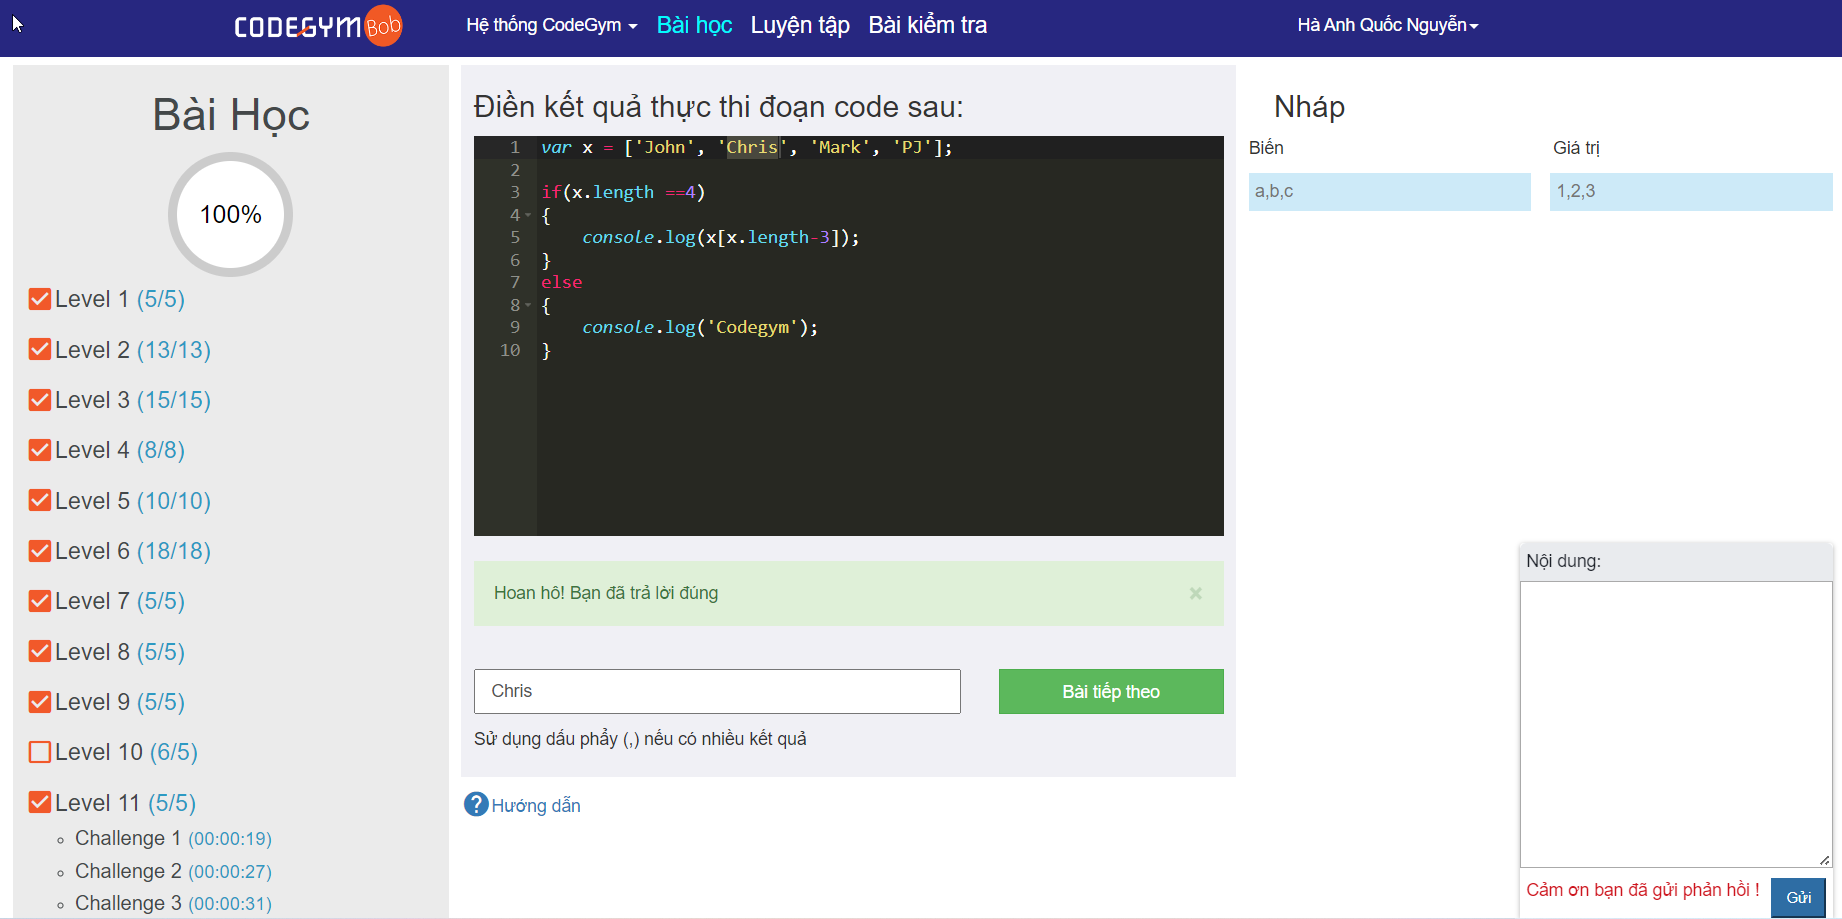 CODEGYM Bob
Hệ thống CodeGym
Bài học
Luyện tập
Bài kiểm tra
Hà Anh Quốc Nguyễn
Bài Học
100%
Level 1 (5/5)
Level 2 (13/13)
Level 3 (15/15)
Level 4 (8/8)
Level 5 (10/10)
Level 6 (18/18)
Level 7 (5/5)
Level 8 (5/5)
Level 9 (5/5)
Level 10 (6/5)
Level 11 (5/5)
Challenge 1 (00:00:19)
Challenge 2 (00:00:27)
Challenge 3 (00:00:31)
Điền kết quả thực thi đoạn code sau:
1 var x = ['John', 'Chris', 'Mark', 'PJ'];
2
3 if(x.length ==4)
4 {
5     console.log(x[x.length-3]);
6 }
7 else
8 {
9     console.log('Codegym');
10 }
Hoan hô! Bạn đã trả lời đúng ×
Chris
Bài tiếp theo
Sử dụng dấu phẩy (,) nếu có nhiều kết quả
? Hướng dẫn
Nháp
Biến Giá trị
a,b,c 1,2,3
Nội dung:
Cảm ơn bạn đã gửi phản hồi !
Gửi